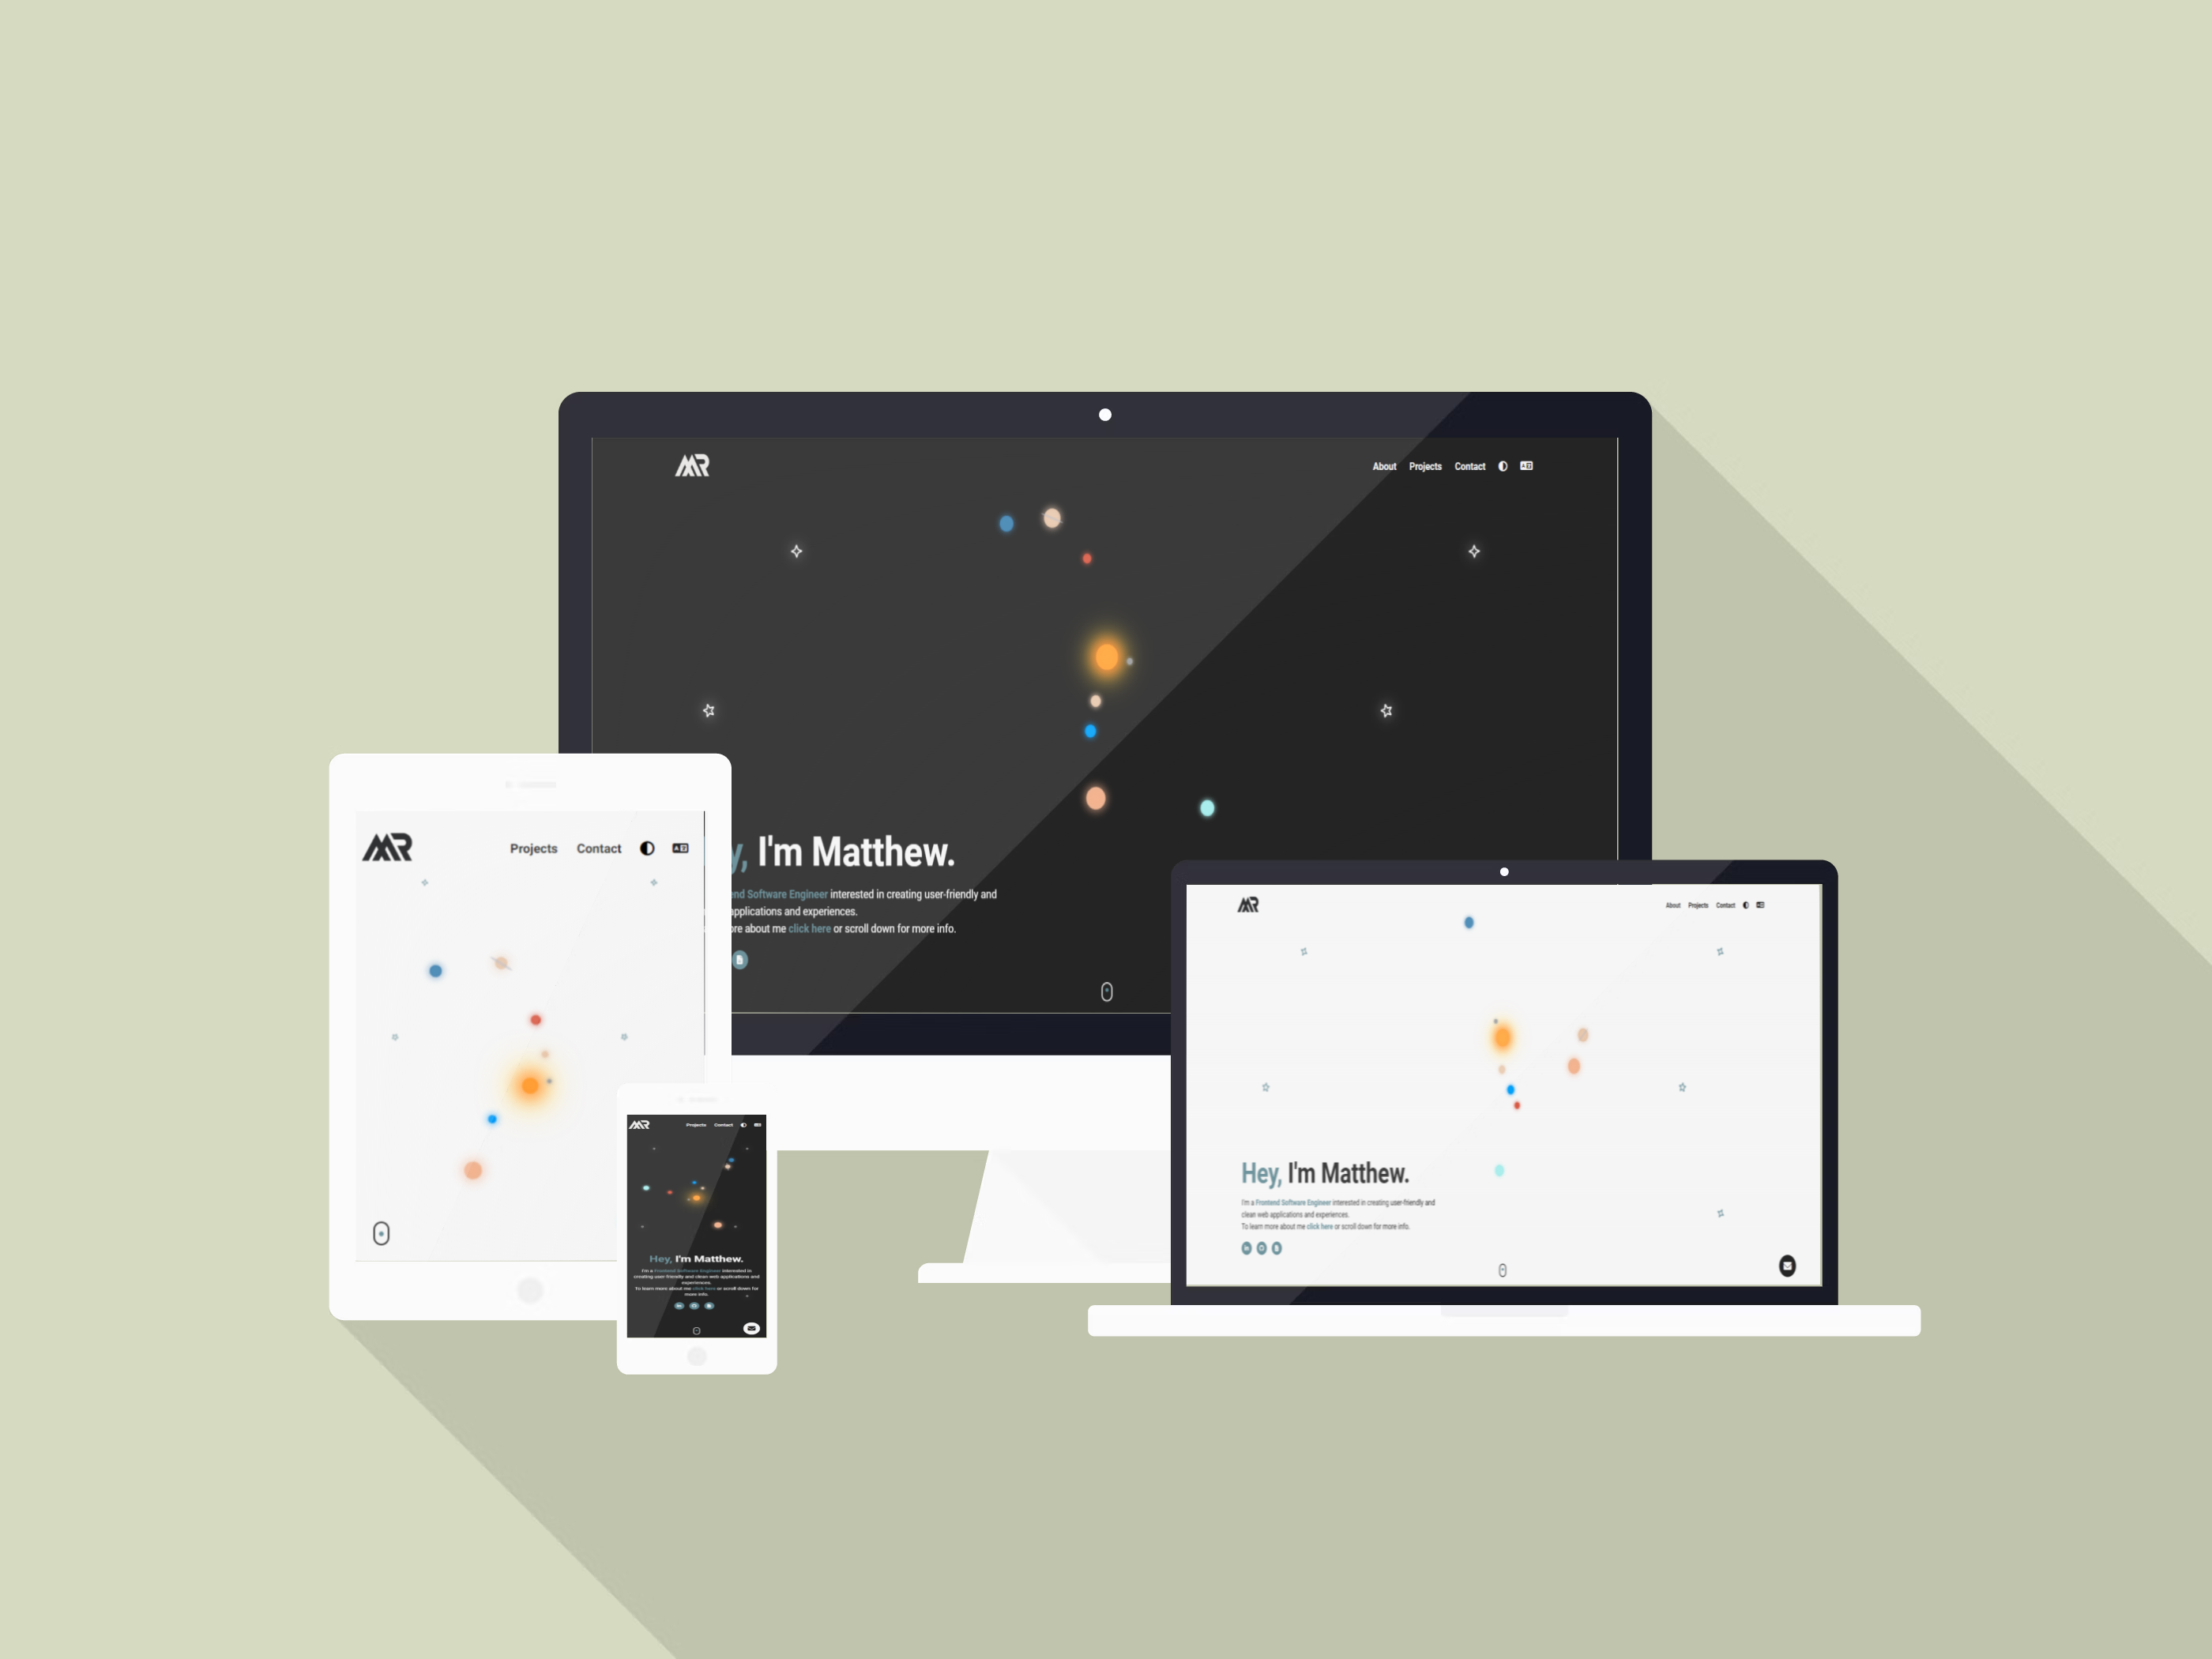 MR
About Projects Contact
y, I'm Matthew.
end Software Engineer interested in creating user-friendly and
applications and experiences.
ore about me click here or scroll down for more info.
MR
Projects Contact
MR
Projects Contact
Hey, I'm Matthew.
I'm a Frontend Software Engineer interested in
creating user-friendly and clean web applications and
experiences.
To learn more about me click here or scroll down for
more info.
MR
About Projects Contact
Hey, I'm Matthew.
I'm a Frontend Software Engineer interested in creating user-friendly and
clean web applications and experiences.
To learn more about me click here or scroll down for more info.